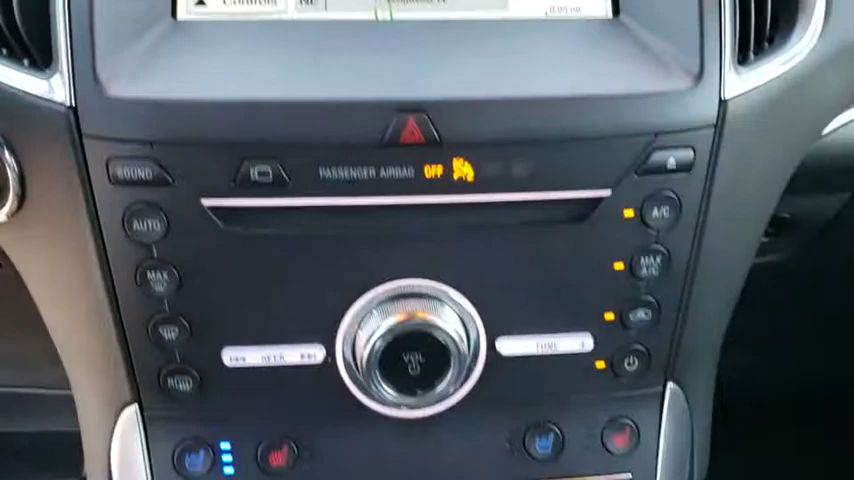 SOUND
PASSENGER AIRBAG OFF
AUTO
A/C
MAX
MAX
A/C
VOL
SEEK
TUNE +
R